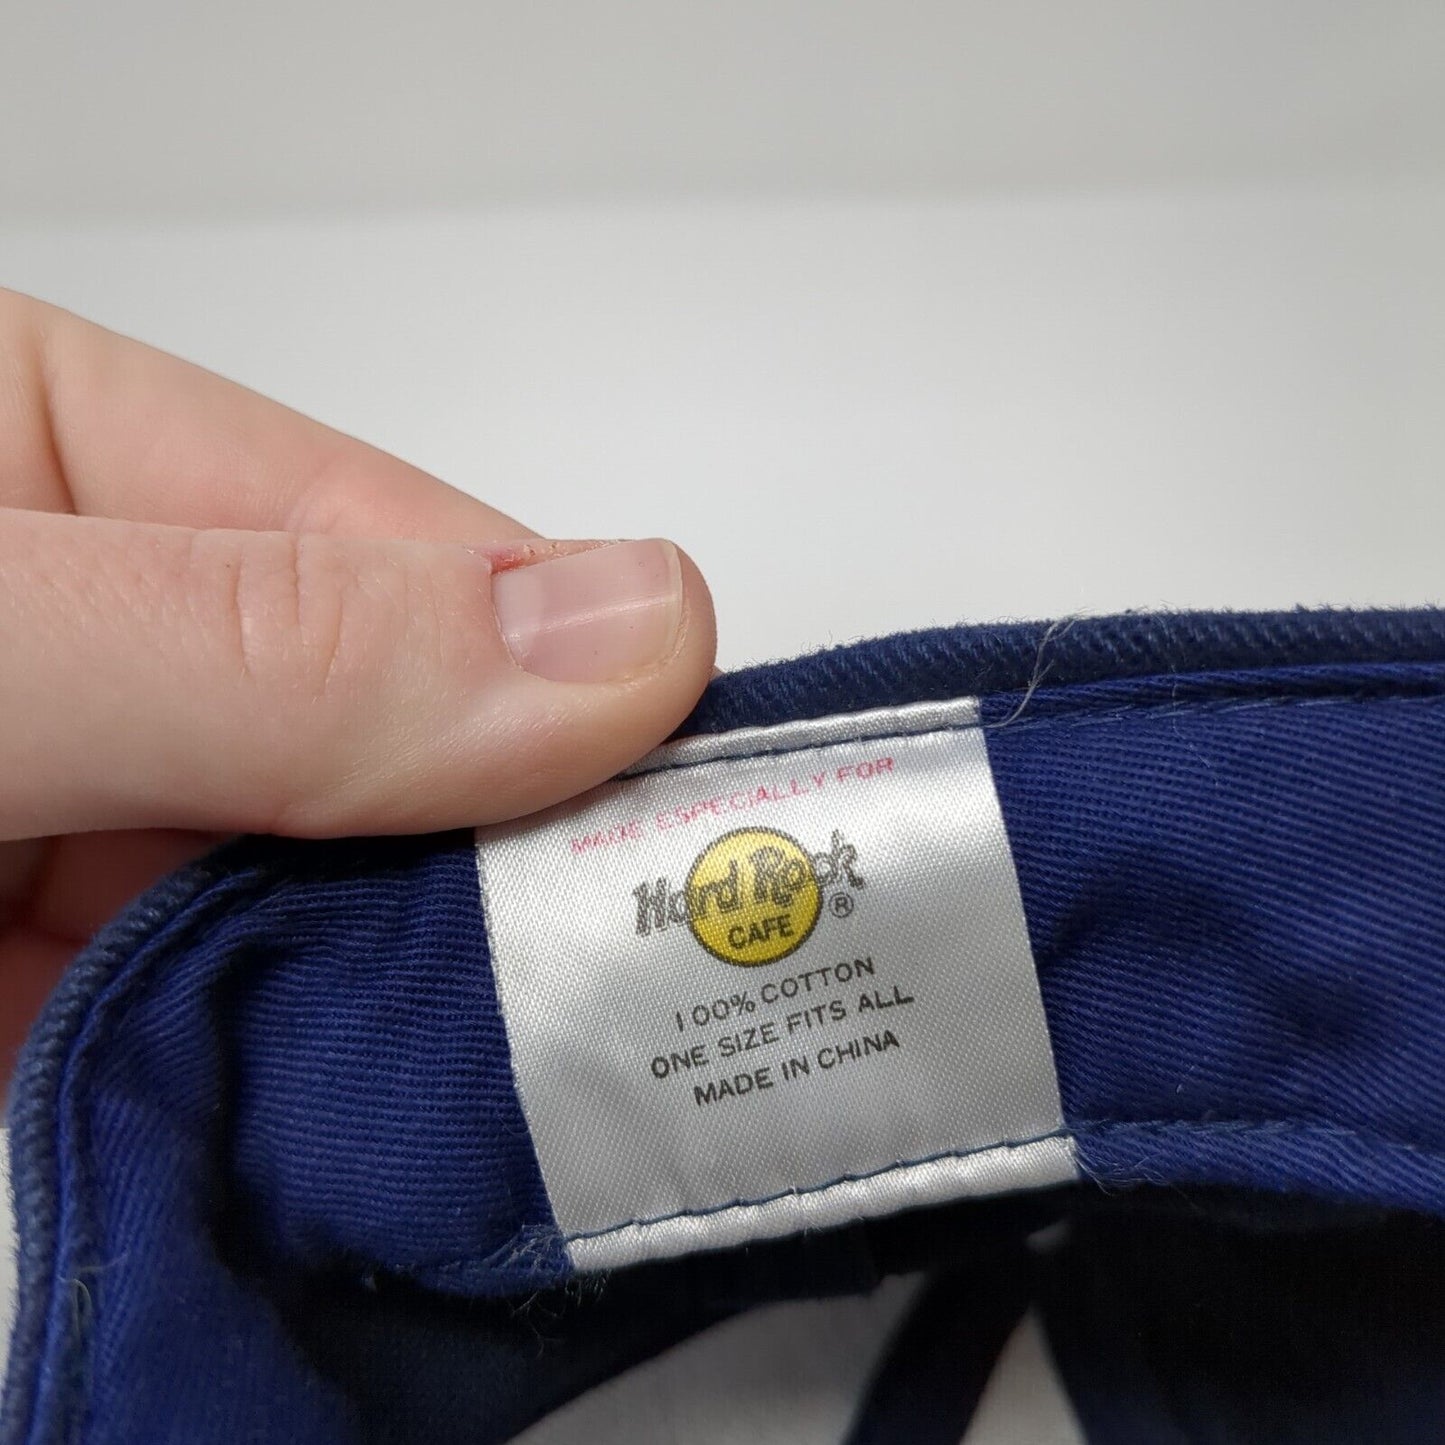 MADE ESPECIALLY FOR
Hard Rock ®
CAFE
100% COTTON
ONE SIZE FITS ALL
MADE IN CHINA